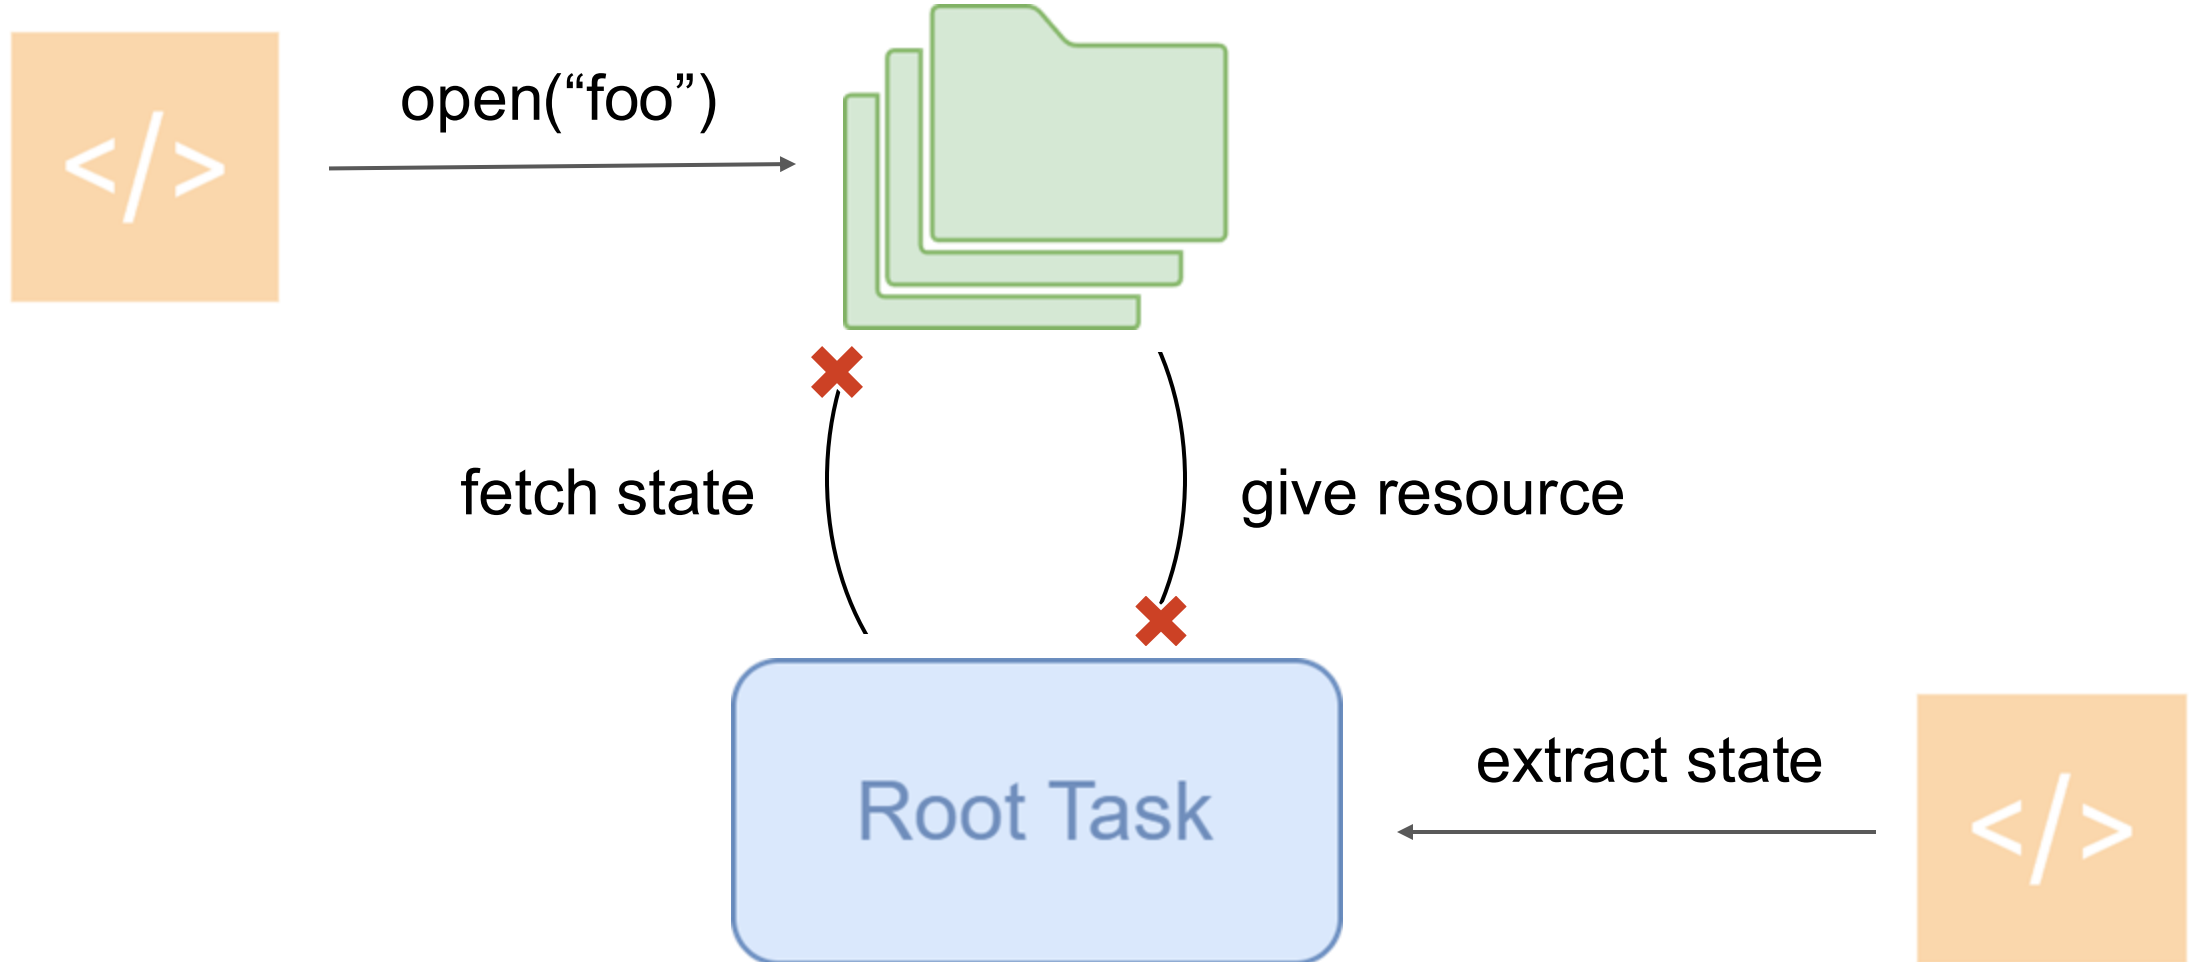 open(“foo”)
</>
fetch state
give resource
extract state
Root Task
</>